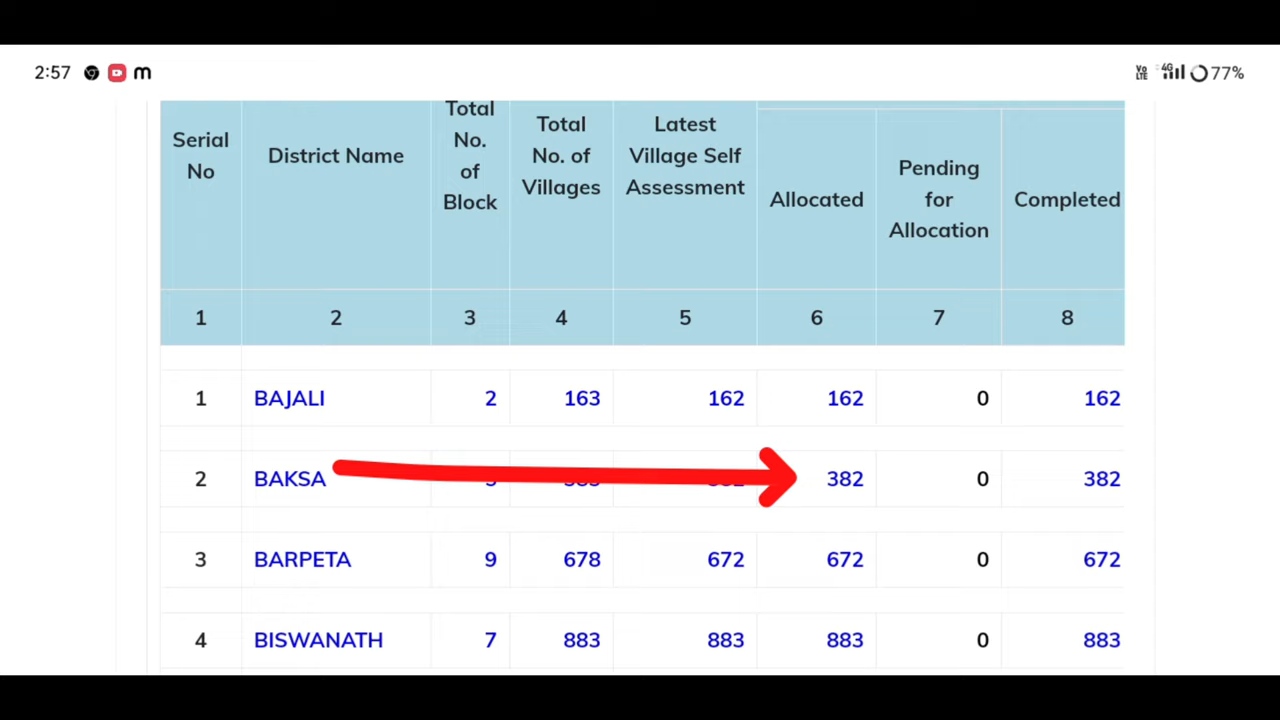 2:57 m VoLTE 4G 77%
Serial No District Name Total No. of Block Total No. of Villages Latest Village Self Assessment Allocated Pending for Allocation Completed
1 2 3 4 5 6 7 8
1 BAJALI 2 163 162 162 0 162
2 BAKSA 382 0 382
3 BARPETA 9 678 672 672 0 672
4 BISWANATH 7 883 883 883 0 883